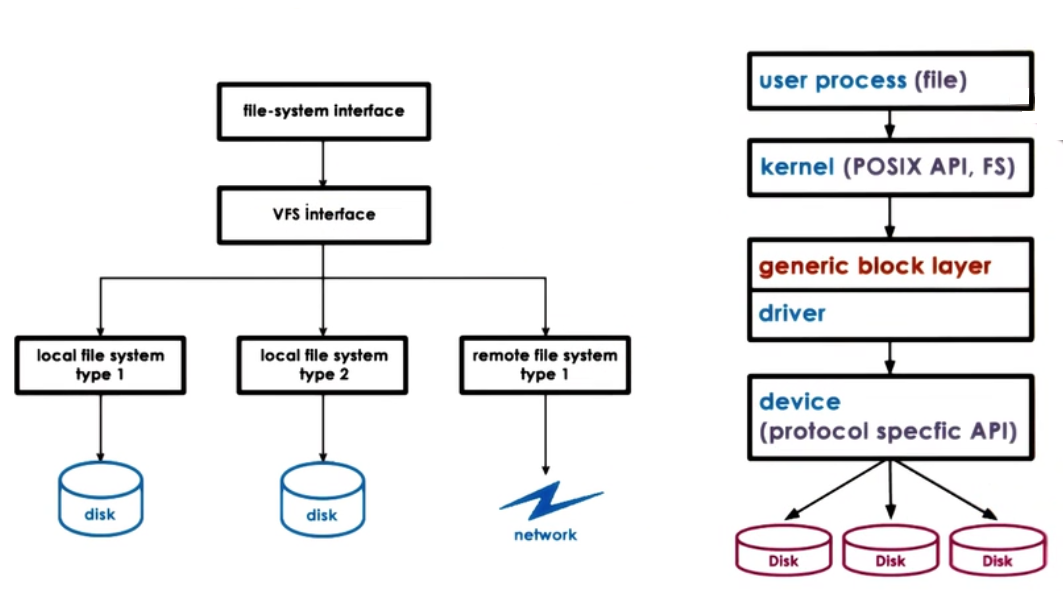 file-system interface
VFS interface
local file system
type 1
local file system
type 2
remote file system
type 1
disk
disk
network
user process (file)
kernel (POSIX API, FS)
generic block layer
driver
device
(protocol specfic API)
Disk
Disk
Disk